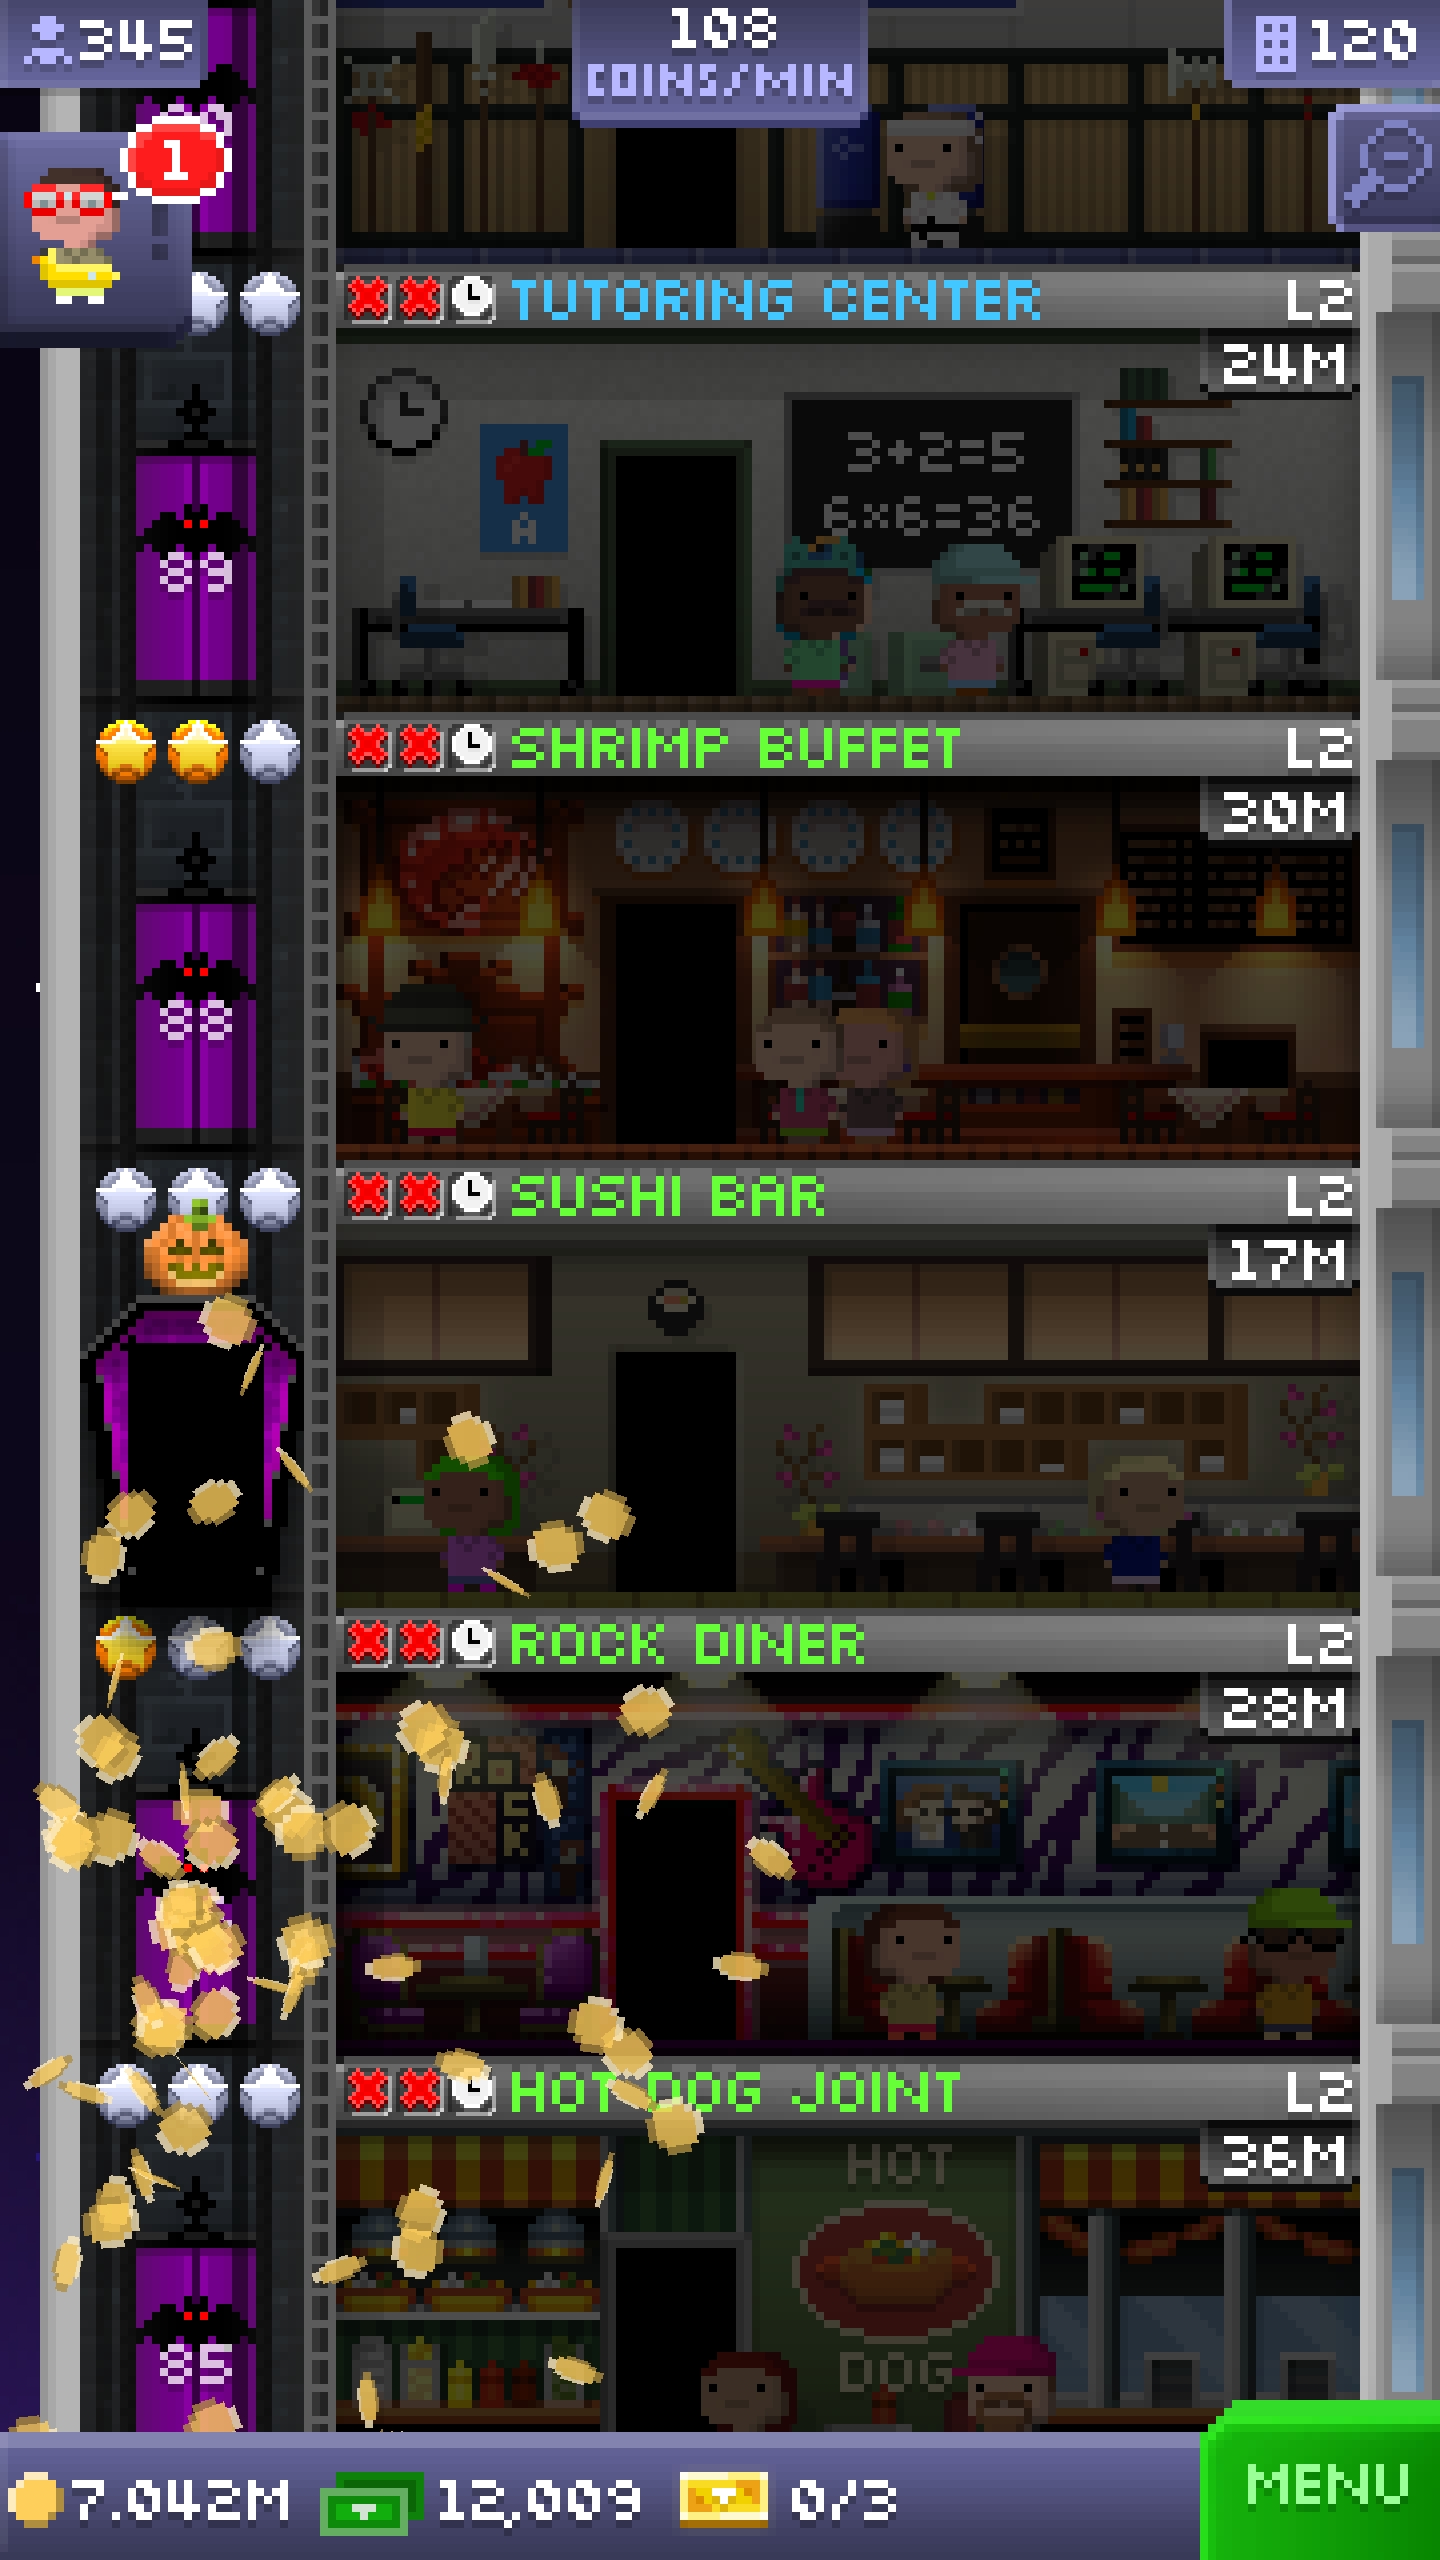 345
108
COINS/MIN
120
1
TUTORING CENTER L2
24M
3+2=5
6×6=36
A
89
SHRIMP BUFFET L2
30M
88
SUSHI BAR L2
17M
ROCK DINER L2
28M
HOT DOG JOINT L2
36M
HOT
DOG
85
7.042M 12,009 0/3
MENU